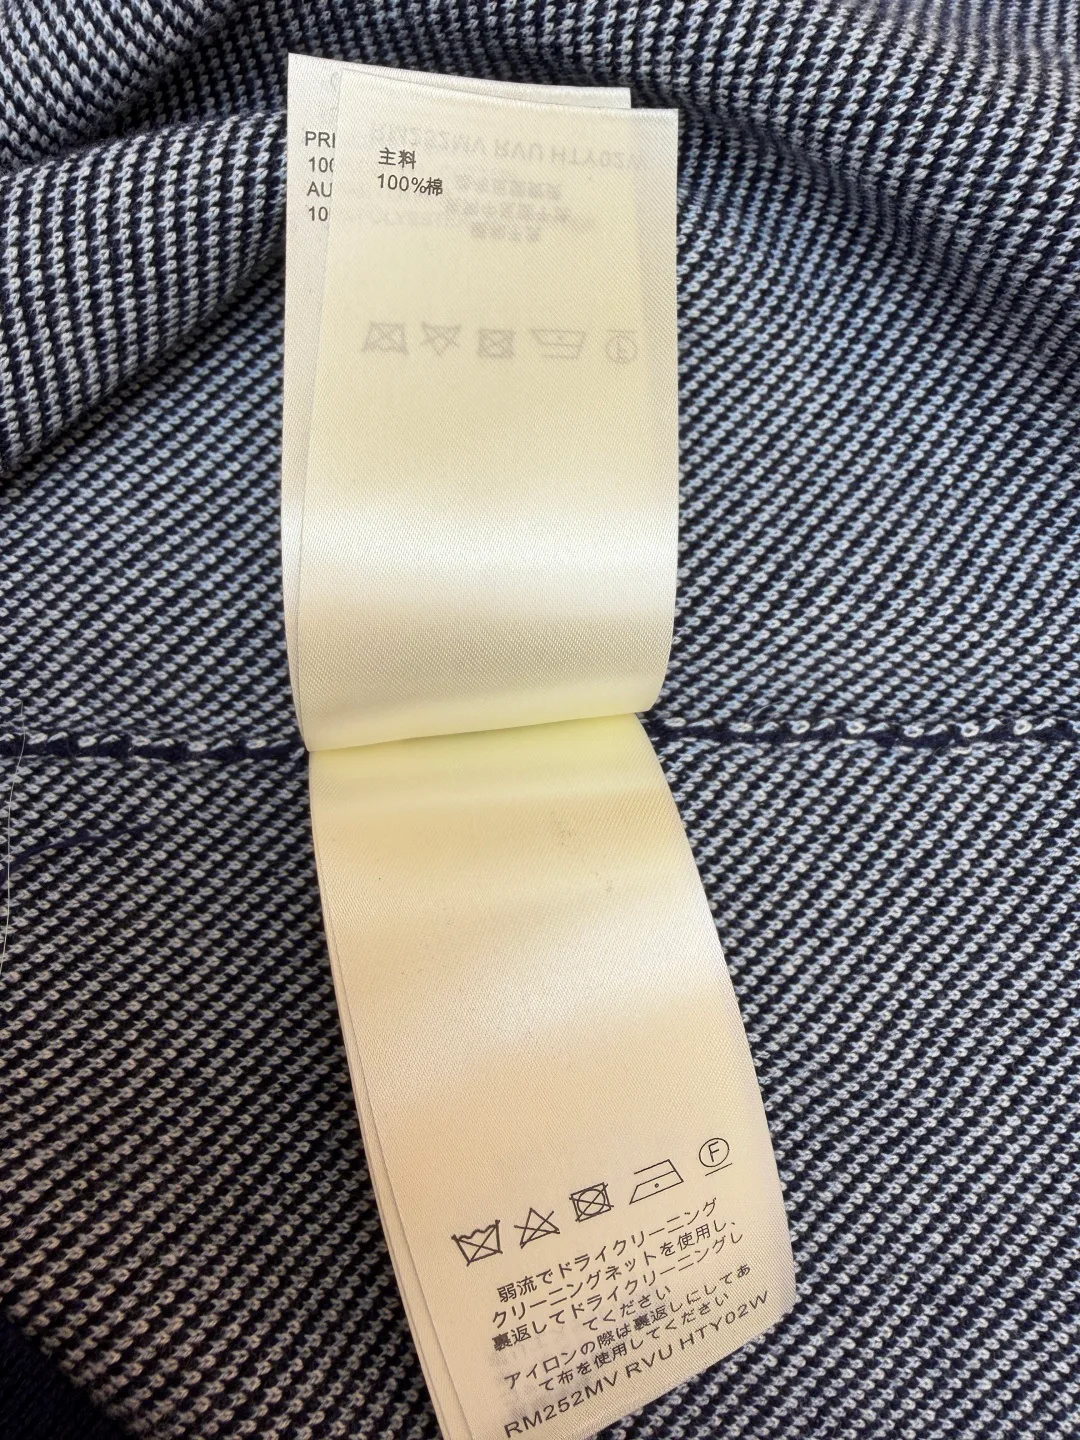 PRI
100
AU
10
主料
100%棉
RM252MV RVU HTY02W
F
F
弱流でドライクリーニング
クリーニングネットを使用し、
裏返してドライクリーニングし
てください
アイロンの際は裏返しにしてあ
て布を使用してください
RM252MV RVU HTY02W